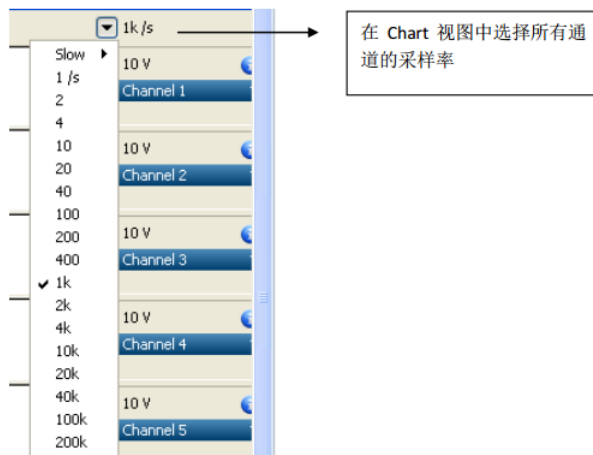 1k /s
Slow
1 /s
2
4
10
20
40
100
200
400
1k
2k
4k
10k
20k
40k
100k
200k
10 V
Channel 1
10 V
Channel 2
10 V
Channel 3
10 V
Channel 4
10 V
Channel 5
在 Chart 视图中选择所有通
道的采样率